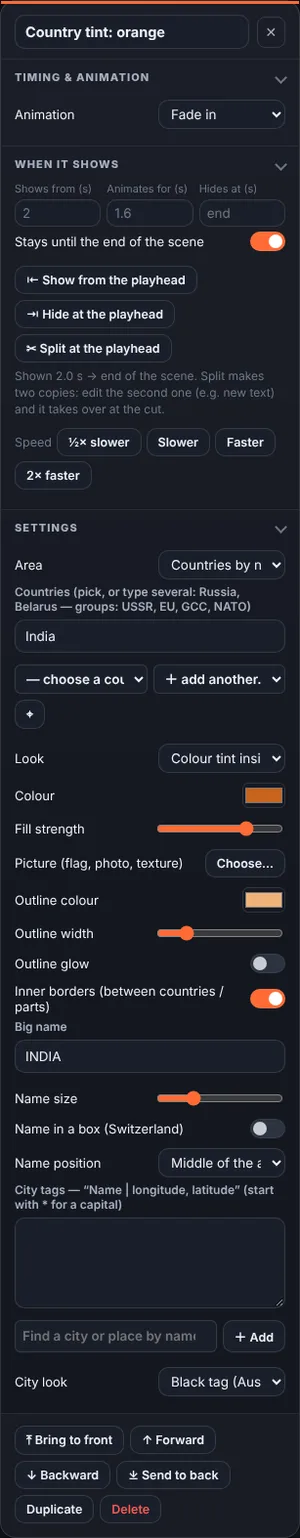 Country tint: orange ✕
TIMING & ANIMATION
Animation Fade in
WHEN IT SHOWS
Shows from (s) Animates for (s) Hides at (s)
2 1.6 end
Stays until the end of the scene
⇤ Show from the playhead
⇥ Hide at the playhead
✂ Split at the playhead
Shown 2.0 s → end of the scene. Split makes
two copies: edit the second one (e.g. new text)
and it takes over at the cut.
Speed ½× slower Slower Faster
2× faster
SETTINGS
Area Countries by n
Countries (pick, or type several: Russia,
Belarus — groups: USSR, EU, GCC, NATO)
India
— choose a cou + add another.
⌖
Look Colour tint insi
Colour
Fill strength
Picture (flag, photo, texture) Choose...
Outline colour
Outline width
Outline glow
Inner borders (between countries /
parts)
Big name
INDIA
Name size
Name in a box (Switzerland)
Name position Middle of the a
City tags — “Name | longitude, latitude” (start
with * for a capital)
Find a city or place by name + Add
City look Black tag (Aus
⤒ Bring to front ↑ Forward
↓ Backward ⤓ Send to back
Duplicate Delete